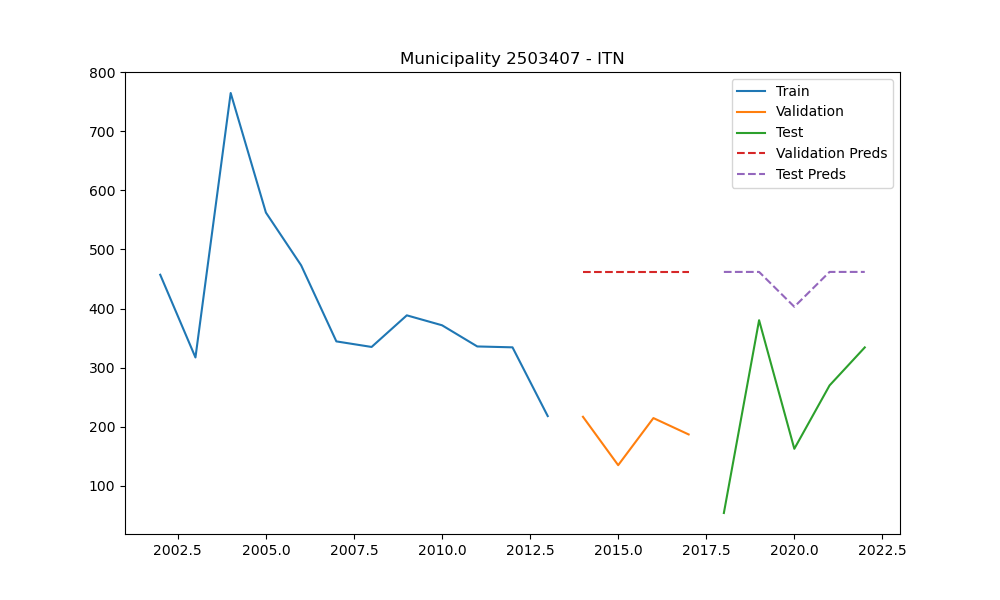 Municipality 2503407 - ITN
800
700
600
500
400
300
200
100
Train
Validation
Test
Validation Preds
Test Preds
2002.5 2005.0 2007.5 2010.0 2012.5 2015.0 2017.5 2020.0 2022.5